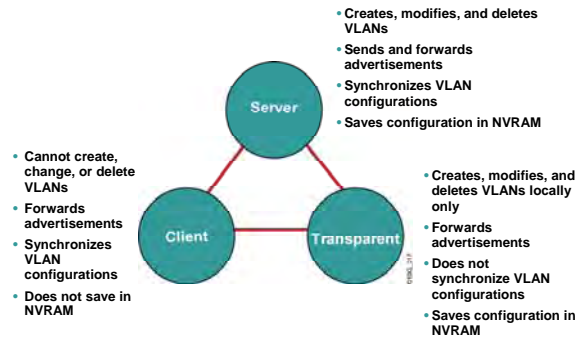 • Creates, modifies, and deletes
VLANs
• Sends and forwards
advertisements
• Synchronizes VLAN
configurations
• Saves configuration in NVRAM
Server
• Cannot create,
change, or delete
VLANs
• Forwards
advertisements
• Synchronizes
VLAN
configurations
• Does not save in
NVRAM
Client
Transparent
• Creates, modifies, and
deletes VLANs locally
only
• Forwards
advertisements
• Does not
synchronize VLAN
configurations
• Saves configuration in
NVRAM